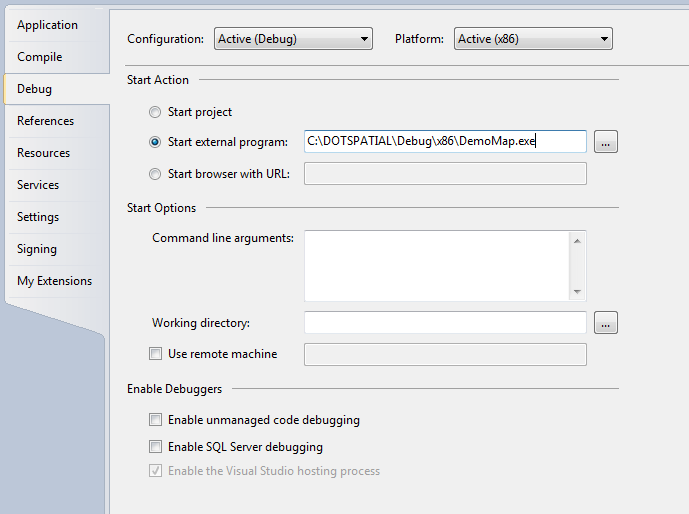 Application
Compile
Debug
References
Resources
Services
Settings
Signing
My Extensions
Configuration: Active (Debug) Platform: Active (x86)
Start Action
Start project
Start external program: C:\DOTSPATIAL\Debug\x86\DemoMap.exe ...
Start browser with URL:
Start Options
Command line arguments:
Working directory: ...
Use remote machine
Enable Debuggers
Enable unmanaged code debugging
Enable SQL Server debugging
Enable the Visual Studio hosting process